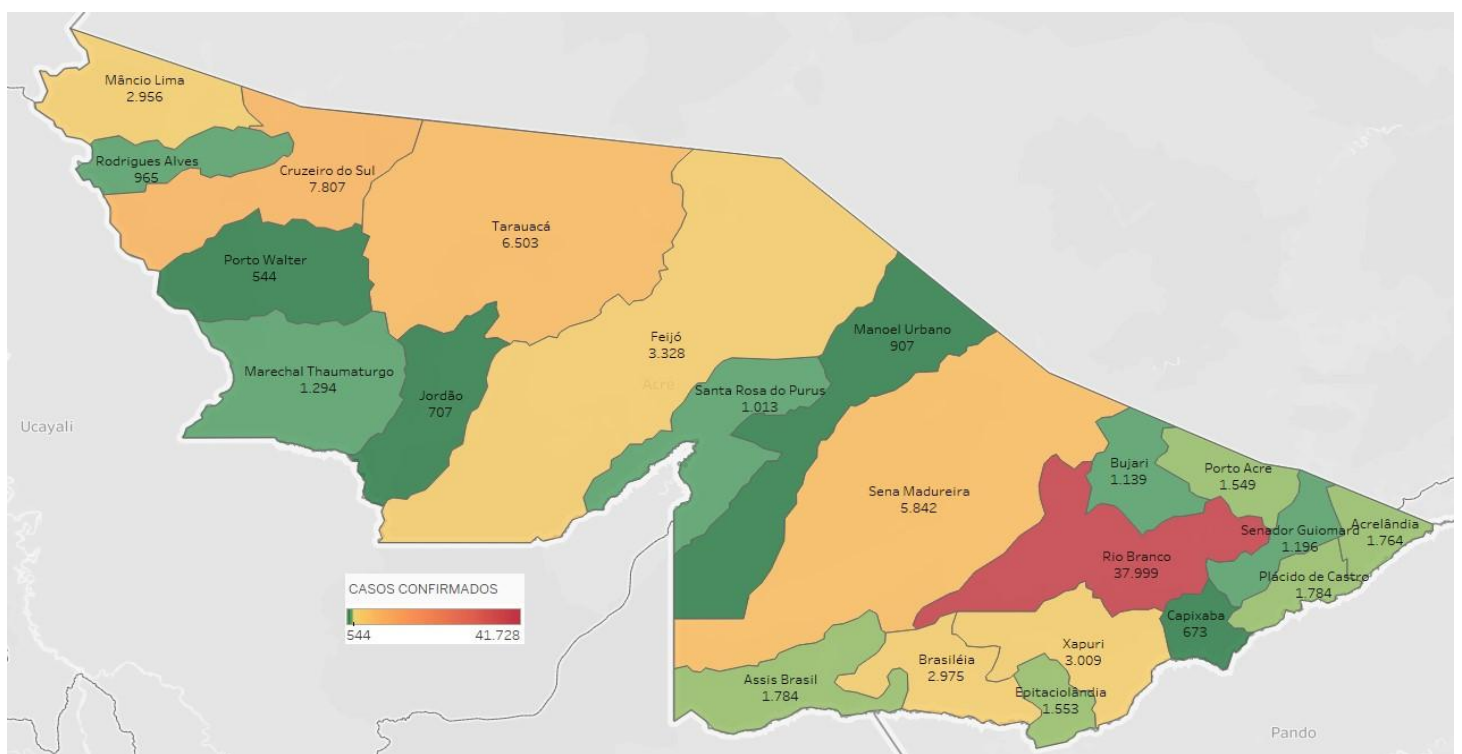 Mâncio Lima
2.956
Rodrigues Alves
965
Cruzeiro do Sul
7.807
Tarauacá
6.503
Porto Walter
544
Feijó
3.328
Acre
Manoel Urbano
907
Marechal Thaumaturgo
1.294
Jordão
707
Santa Rosa do Purus
1.013
Ucayali
Sena Madureira
5.842
Bujari
1.139
Porto Acre
1.549
Senador Guiomard
1.196
Acrelândia
1.764
Rio Branco
37.999
Plácido de Castro
1.784
CASOS CONFIRMADOS
544
41.728
Capixaba
673
Xapuri
3.009
Brasiléia
2.975
Assis Brasil
1.784
Epitaciolândia
1.553
Pando